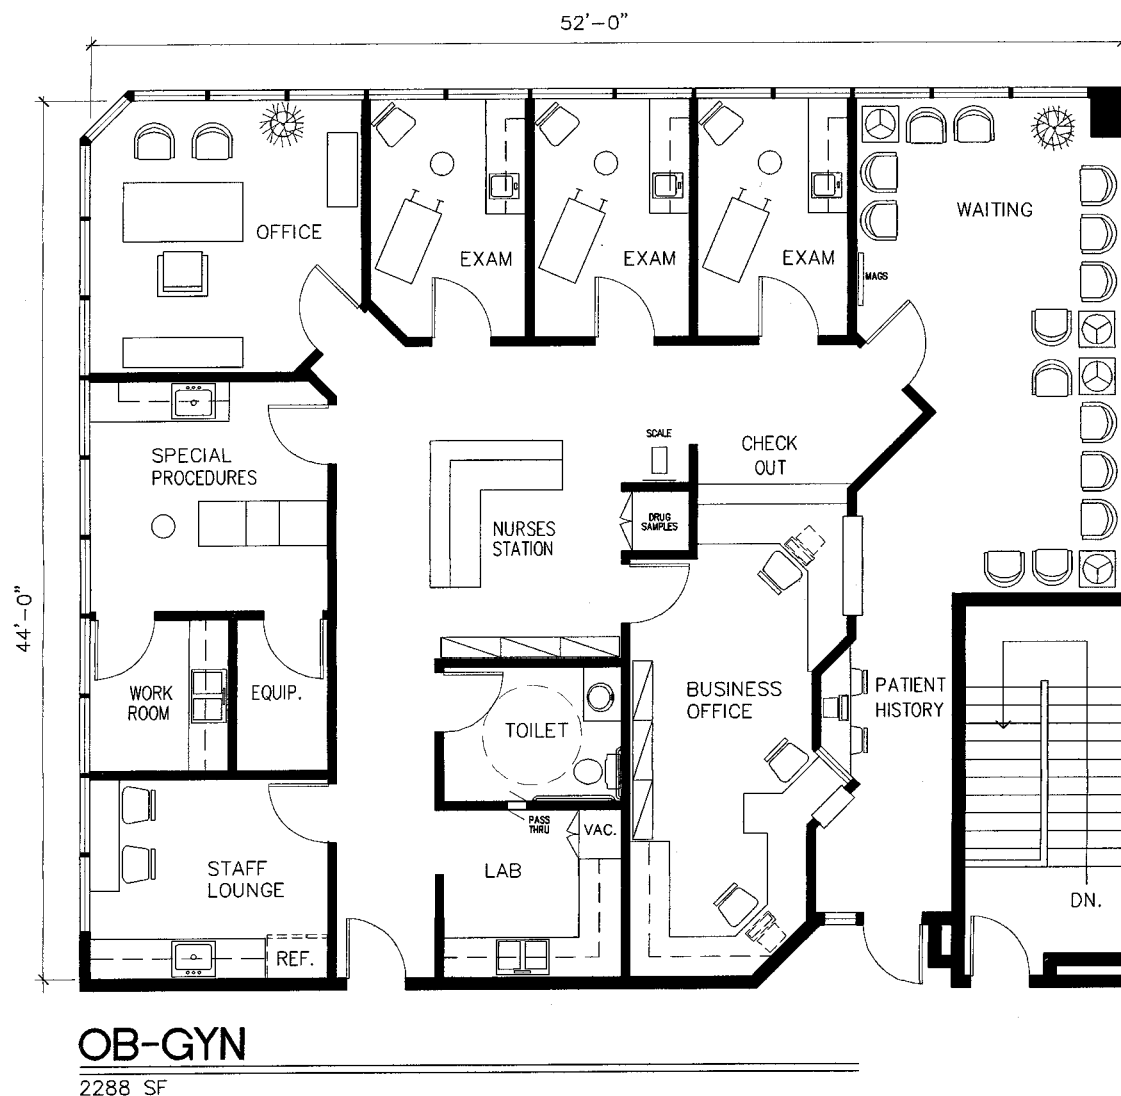 52'-0"
WAITING
OFFICE
EXAM
EXAM
EXAM
MAGS
SCALE
CHECK
OUT
SPECIAL
PROCEDURES
DRUG
SAMPLES
NURSES
STATION
44'-0"
WORK
ROOM
EQUIP.
BUSINESS
OFFICE
PATIENT
HISTORY
TOILET
PASS
THRU
VAC.
LAB
STAFF
LOUNGE
DN.
REF.
OB-GYN
2288 SF